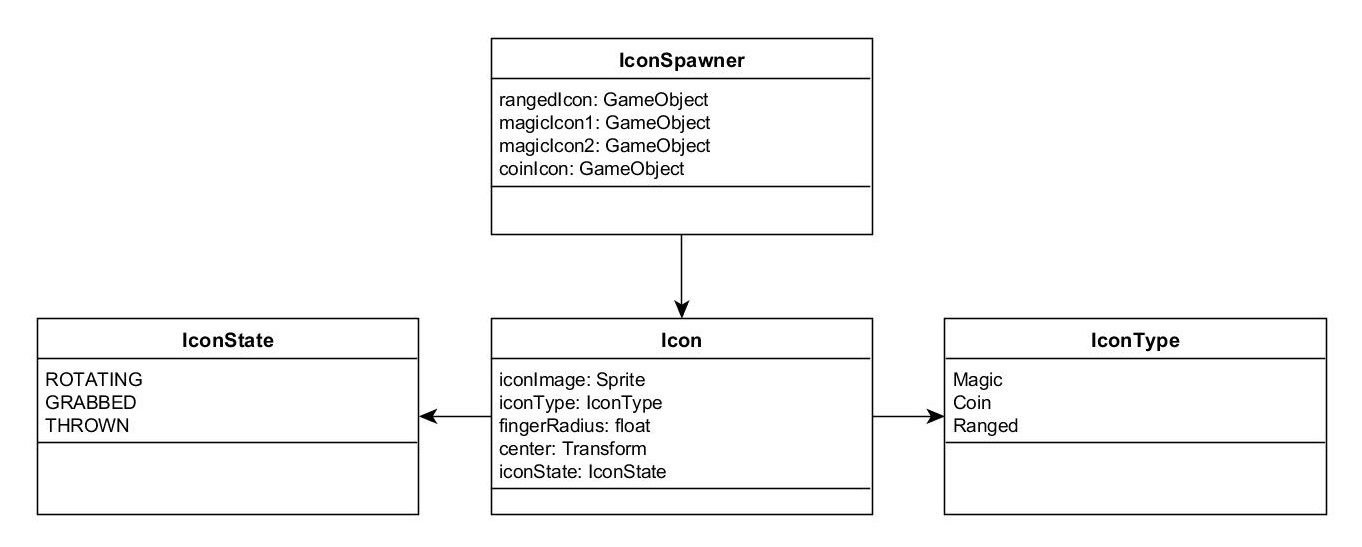 IconSpawner
rangedIcon: GameObject
magicIcon1: GameObject
magicIcon2: GameObject
coinIcon: GameObject
IconState
ROTATING
GRABBED
THROWN
Icon
iconImage: Sprite
iconType: IconType
fingerRadius: float
center: Transform
iconState: IconState
IconType
Magic
Coin
Ranged